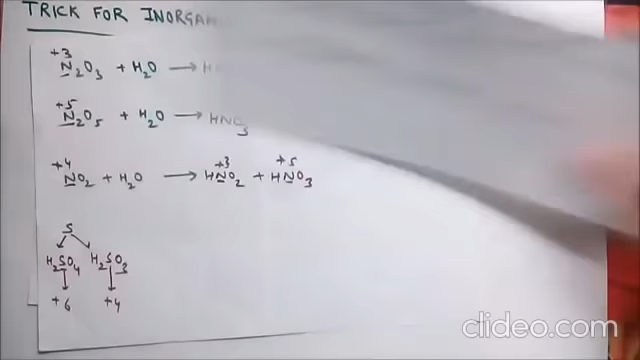 TRICK FOR INORGA
+3
N2O3 + H2O → H
+5
N2O5 + H2O → HNO3
+4 +3 +5
NO2 + H2O → HNO2 + HNO3
S
H2SO4 H2SO3
+6 +4
clideo.com